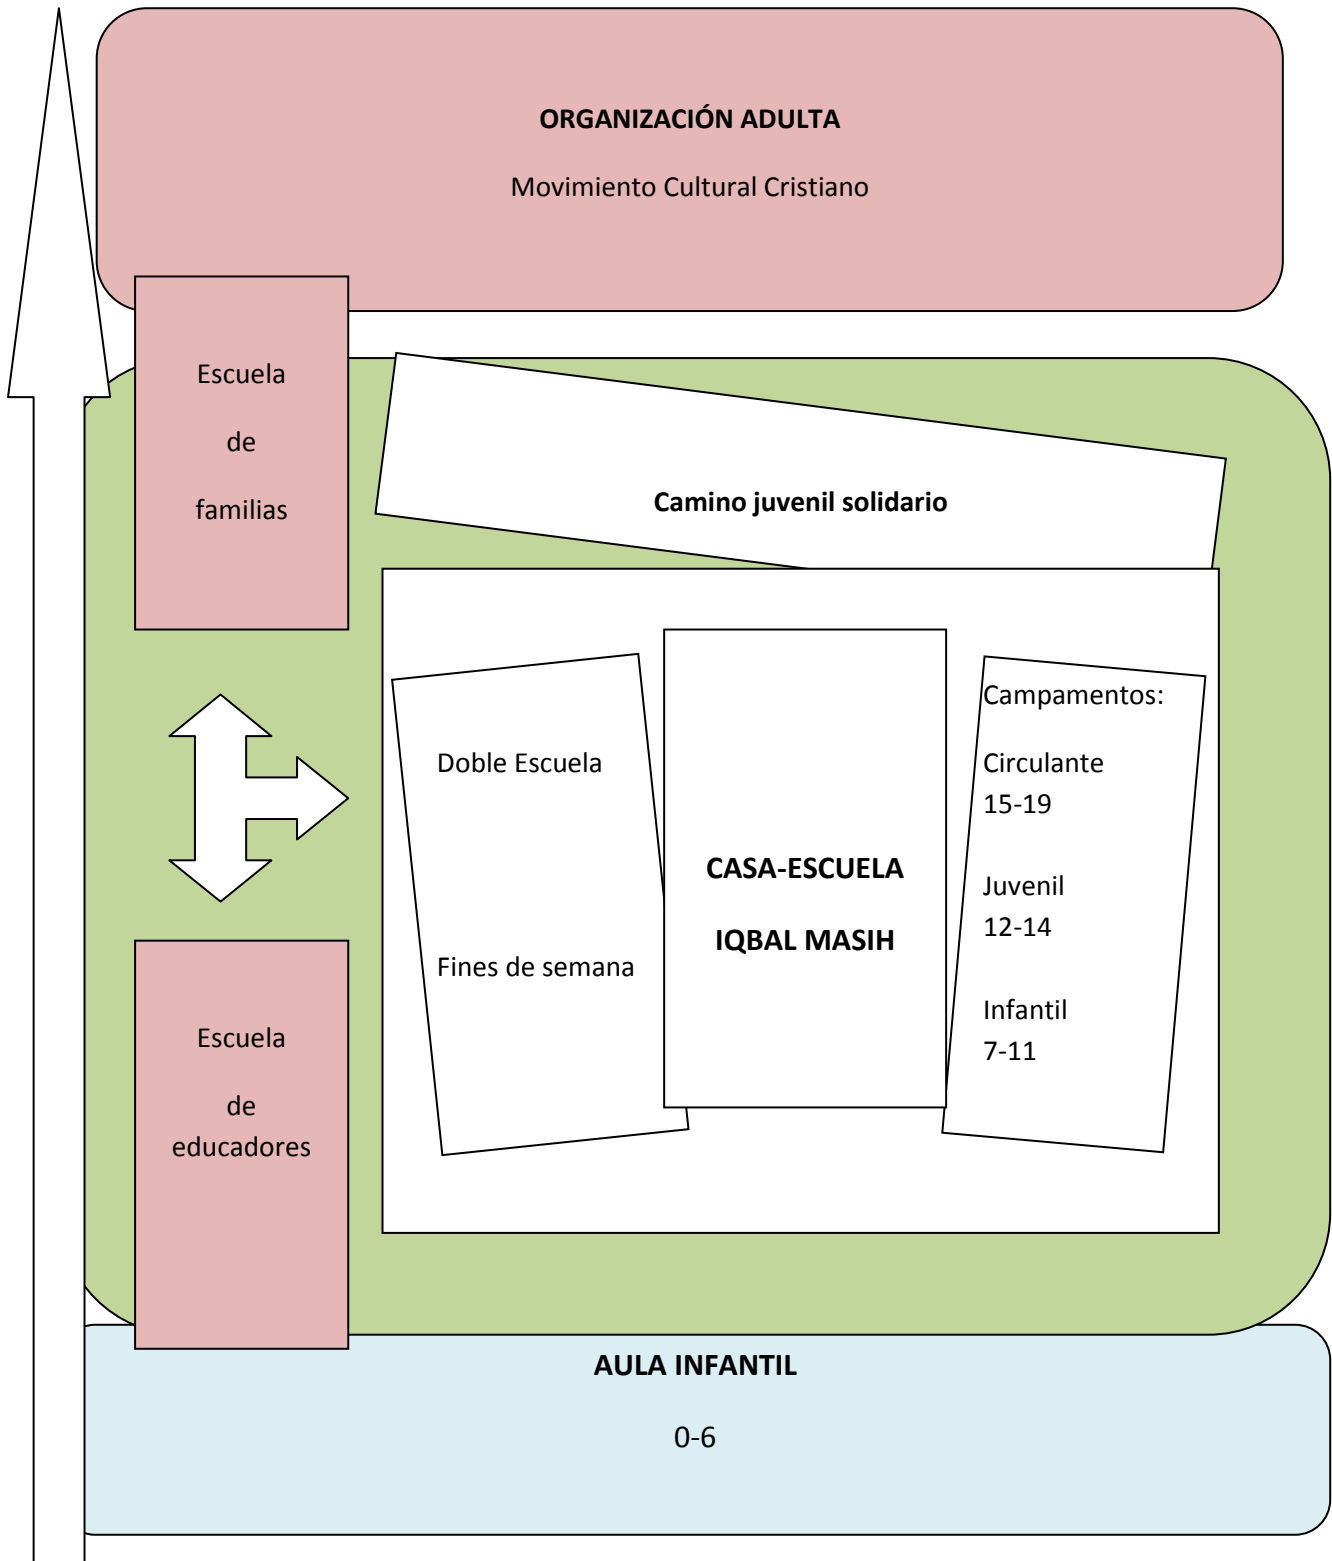 ORGANIZACIÓN ADULTA
Movimiento Cultural Cristiano
Escuela
de
familias
Camino juvenil solidario
Doble Escuela
Fines de semana
CASA-ESCUELA
IQBAL MASIH
Campamentos:
Circulante
15-19
Juvenil
12-14
Infantil
7-11
Escuela
de
educadores
AULA INFANTIL
0-6